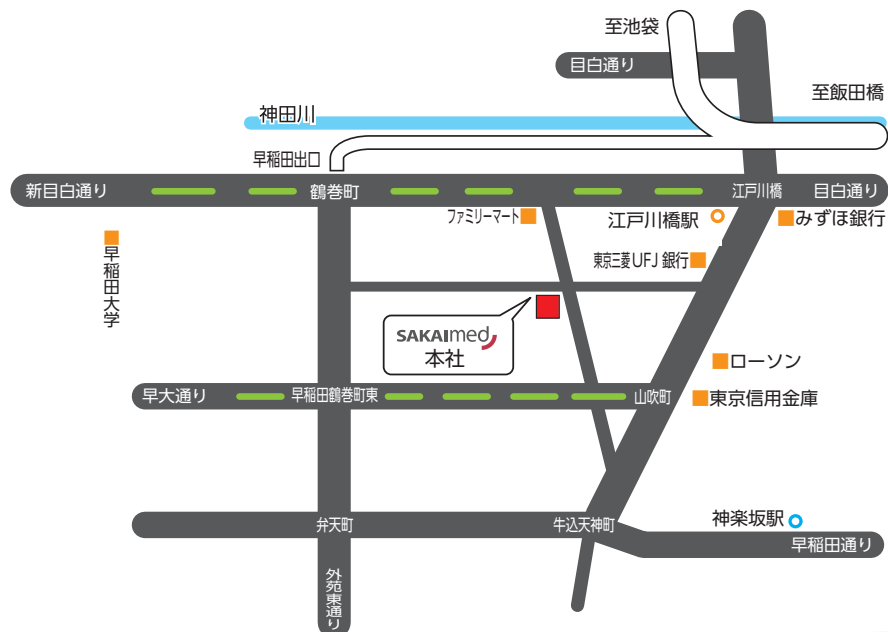 至池袋
目白通り
至飯田橋
神田川
早稲田出口
新目白通り
鶴巻町
江戸川橋
目白通り
ファミリーマート
江戸川橋駅
みずほ銀行
早稲田大学
東京三菱UFJ銀行
SAKAImed
本社
ローソン
早大通り
早稲田鶴巻町東
山吹町
東京信用金庫
弁天町
牛込天神町
神楽坂駅
早稲田通り
外苑東通り